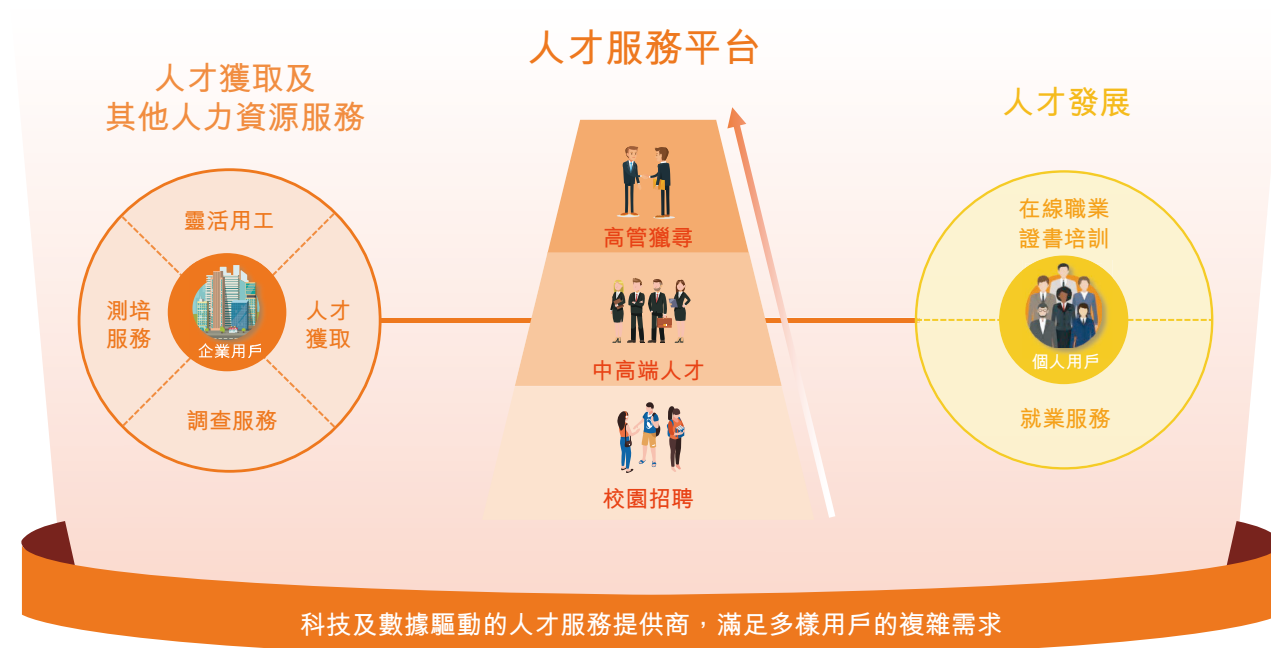 人才服務平台
人才獲取及
其他人力資源服務
靈活用工
測培
服務
企業用戶
人才
獲取
調查服務
高管獵尋
中高端人才
校園招聘
人才發展
在線職業
證書培訓
個人用戶
就業服務
科技及數據驅動的人才服務提供商，滿足多樣用戶的複雜需求